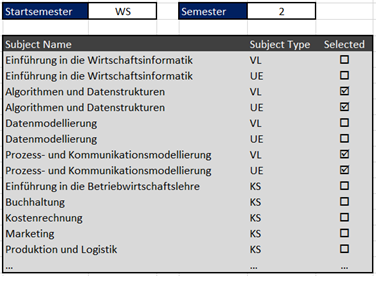 Startsemester WS Semester 2
Subject Name Subject Type Selected
Einführung in die Wirtschaftsinformatik VL ☐
Einführung in die Wirtschaftsinformatik UE ☐
Algorithmen und Datenstrukturen VL ☑
Algorithmen und Datenstrukturen UE ☑
Datenmodellierung VL ☐
Datenmodellierung UE ☐
Prozess- und Kommunikationsmodellierung VL ☑
Prozess- und Kommunikationsmodellierung UE ☑
Einführung in die Betriebwirtschaftslehre KS ☐
Buchhaltung KS ☐
Kostenrechnung KS ☐
Marketing KS ☐
Produktion und Logistik KS ☐
... ... ...